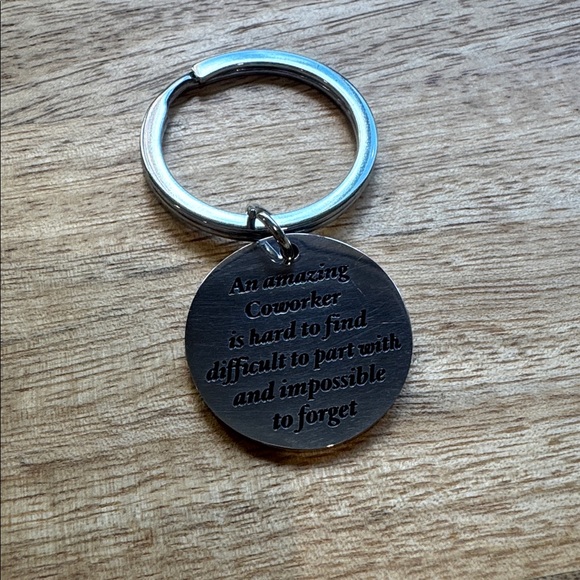 An amazing
Coworker
is hard to find
difficult to part with
and impossible
to forget